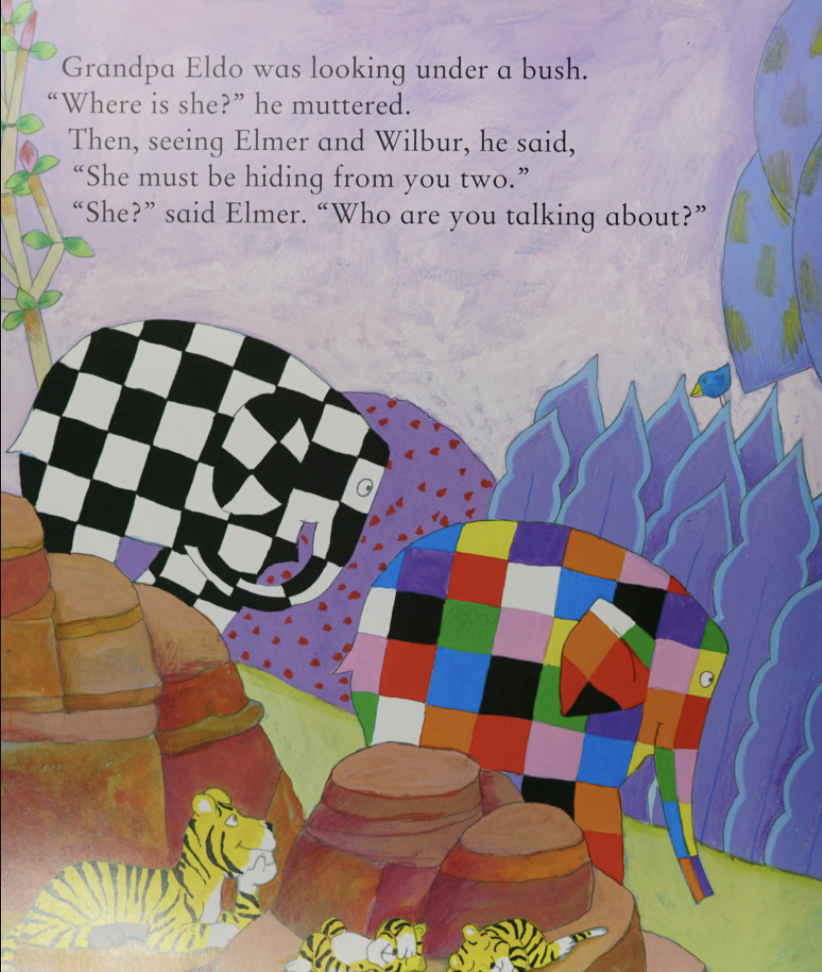 Grandpa Eldo was looking under a bush.
“Where is she?” he muttered.
Then, seeing Elmer and Wilbur, he said,
“She must be hiding from you two.”
“She?” said Elmer. “Who are you talking about?”